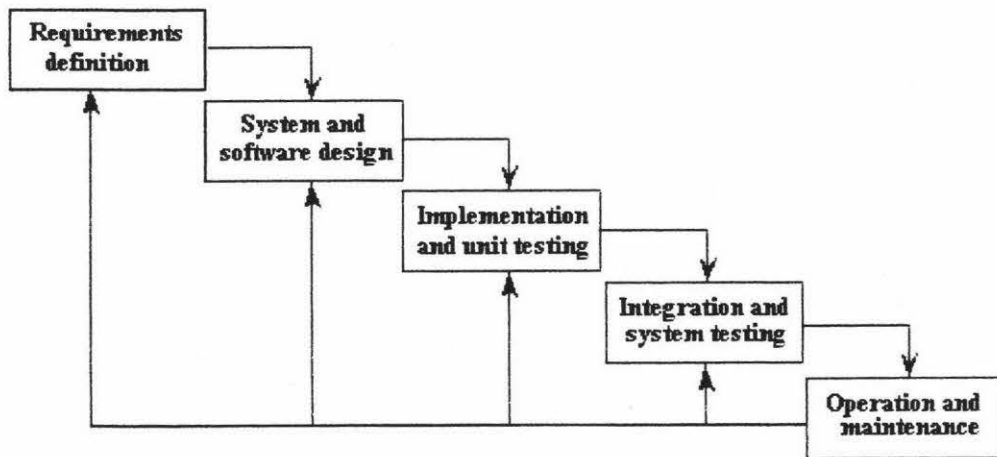 Requirements
definition
System and
software design
Implementation
and unit testing
Integration and
system testing
Operation and
maintenance